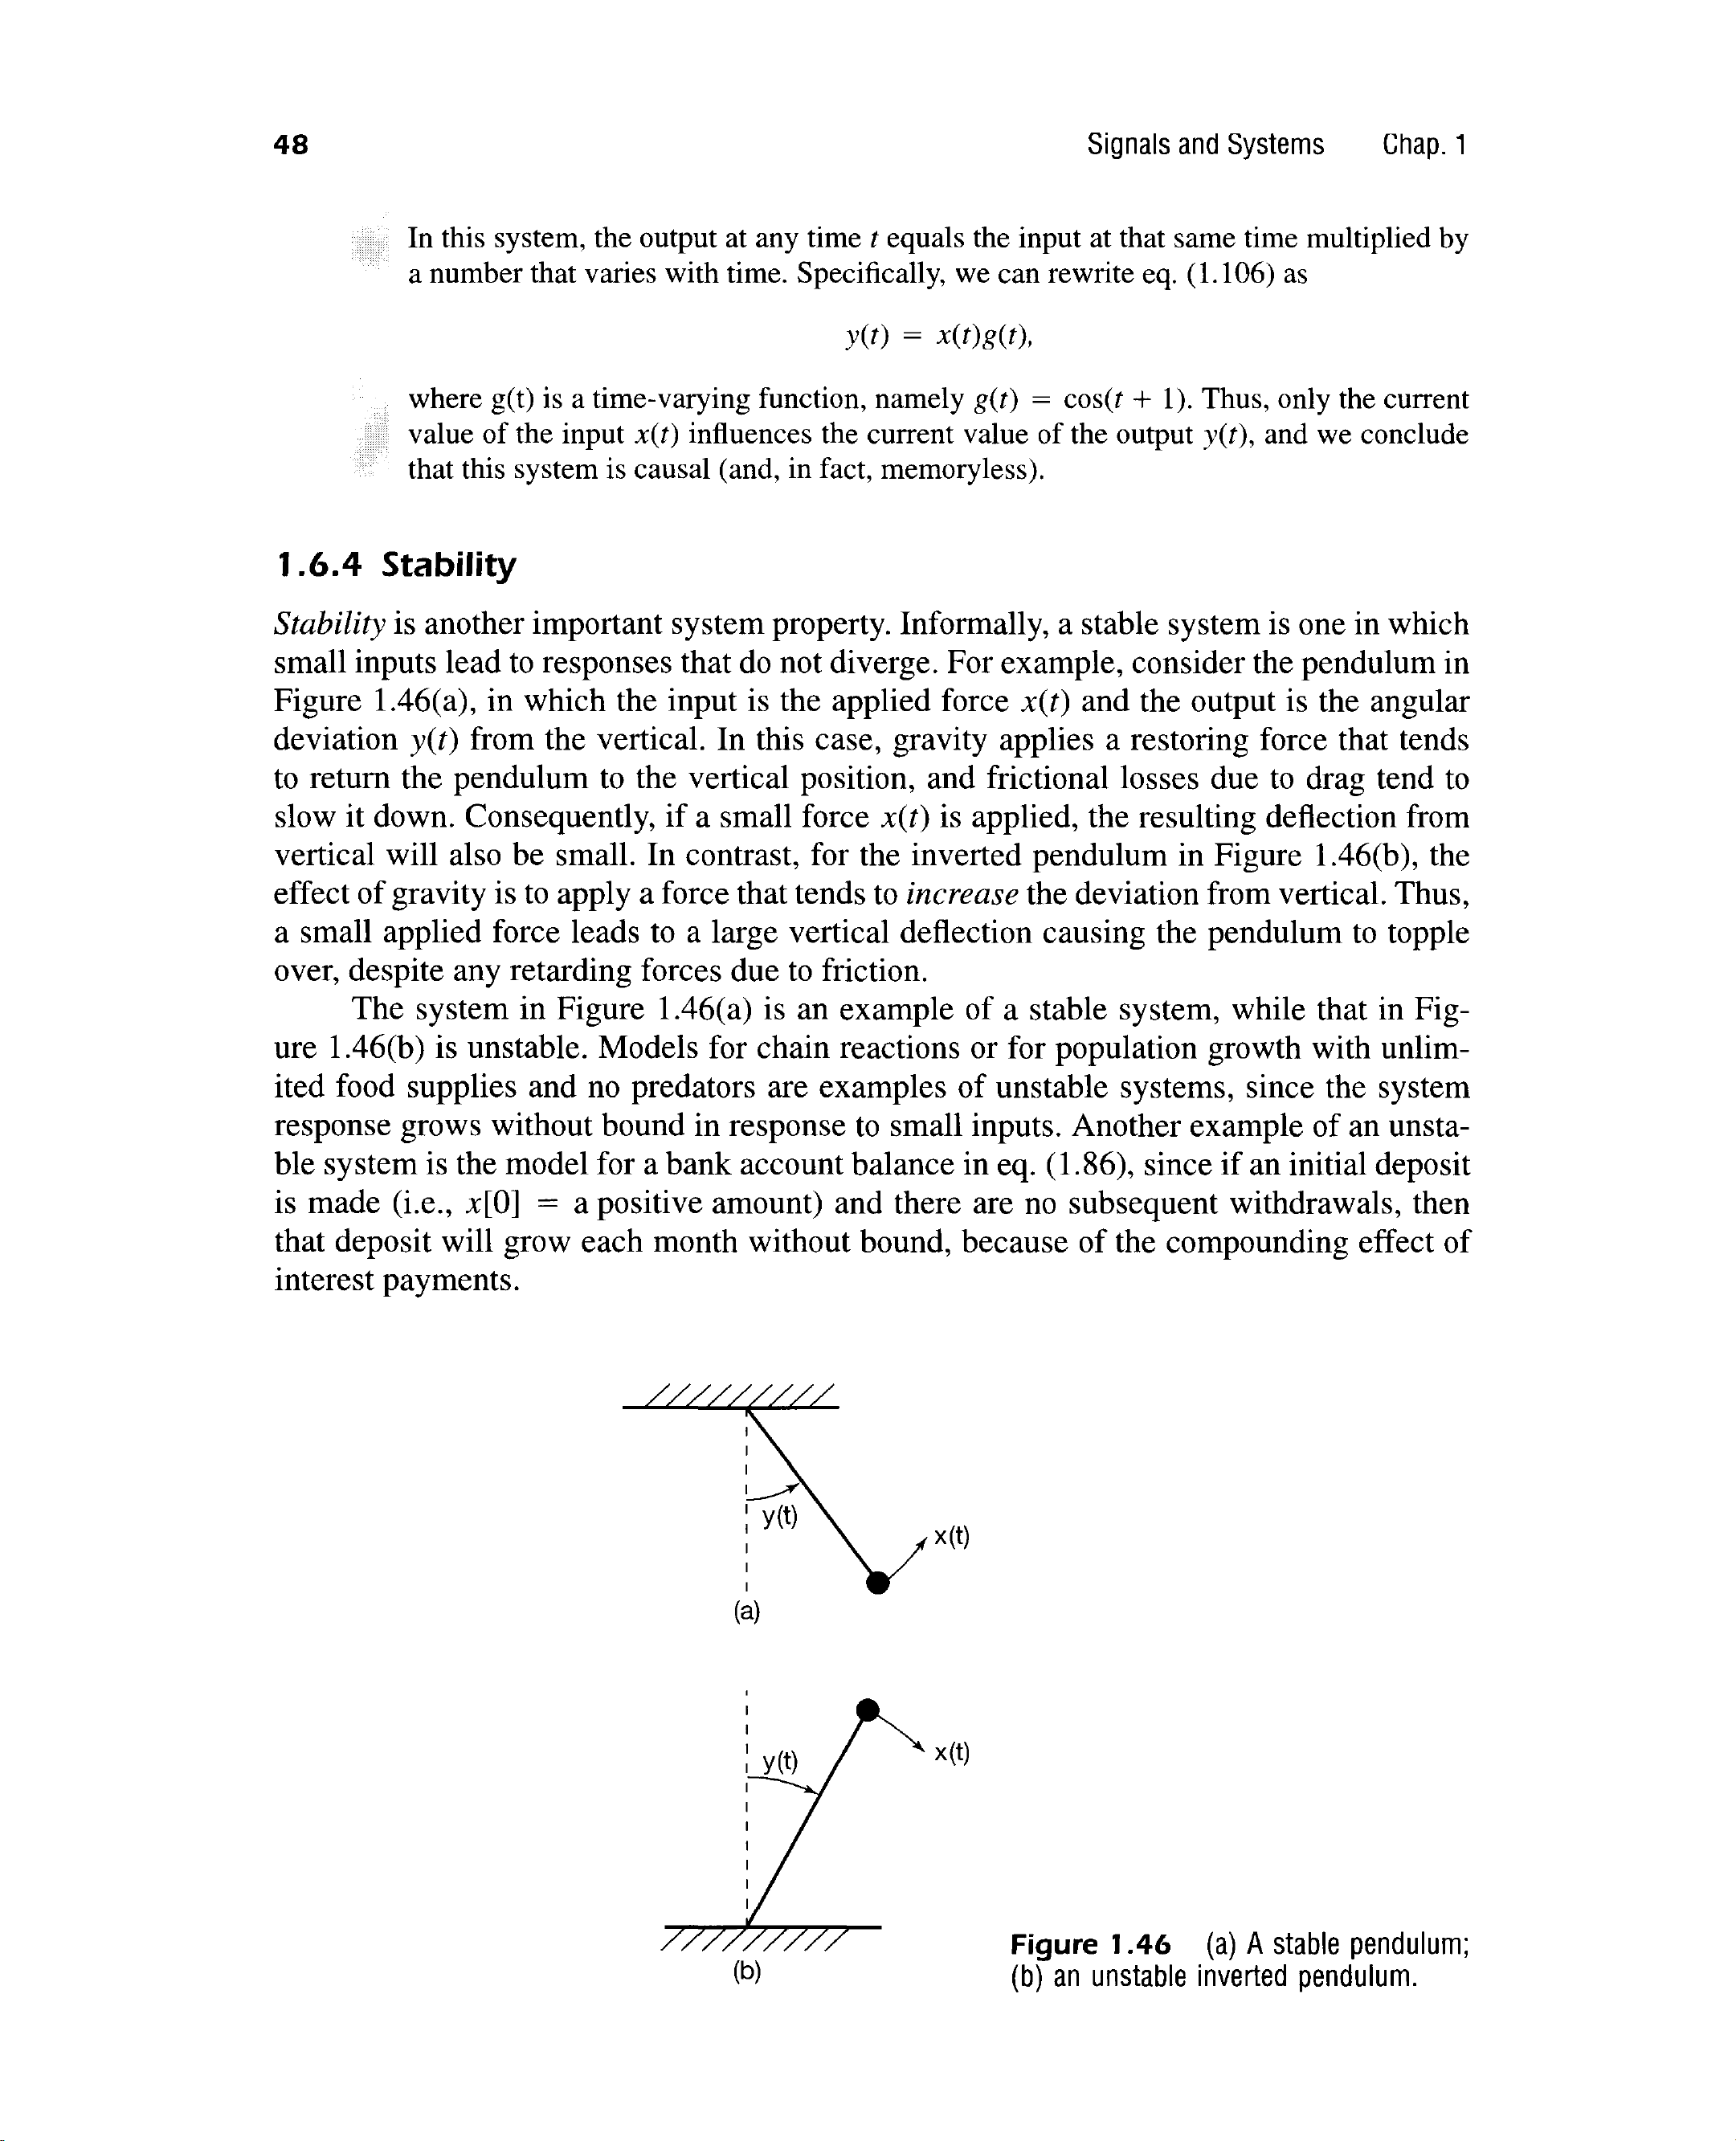 48 Signals and Systems Chap. 1
In this system, the output at any time t equals the input at that same time multiplied by
a number that varies with time. Specifically, we can rewrite eq. (1.106) as
y(t) = x(t)g(t),
where g(t) is a time-varying function, namely g(t) = cos(t + 1). Thus, only the current
value of the input x(t) influences the current value of the output y(t), and we conclude
that this system is causal (and, in fact, memoryless).
1.6.4 Stability
Stability is another important system property. Informally, a stable system is one in which
small inputs lead to responses that do not diverge. For example, consider the pendulum in
Figure 1.46(a), in which the input is the applied force x(t) and the output is the angular
deviation y(t) from the vertical. In this case, gravity applies a restoring force that tends
to return the pendulum to the vertical position, and frictional losses due to drag tend to
slow it down. Consequently, if a small force x(t) is applied, the resulting deflection from
vertical will also be small. In contrast, for the inverted pendulum in Figure 1.46(b), the
effect of gravity is to apply a force that tends to increase the deviation from vertical. Thus,
a small applied force leads to a large vertical deflection causing the pendulum to topple
over, despite any retarding forces due to friction.
The system in Figure 1.46(a) is an example of a stable system, while that in Fig-
ure 1.46(b) is unstable. Models for chain reactions or for population growth with unlim-
ited food supplies and no predators are examples of unstable systems, since the system
response grows without bound in response to small inputs. Another example of an unsta-
ble system is the model for a bank account balance in eq. (1.86), since if an initial deposit
is made (i.e., x[0] = a positive amount) and there are no subsequent withdrawals, then
that deposit will grow each month without bound, because of the compounding effect of
interest payments.
y(t)
x(t)
(a)
y(t)
x(t)
(b)
Figure 1.46 (a) A stable pendulum;
(b) an unstable inverted pendulum.